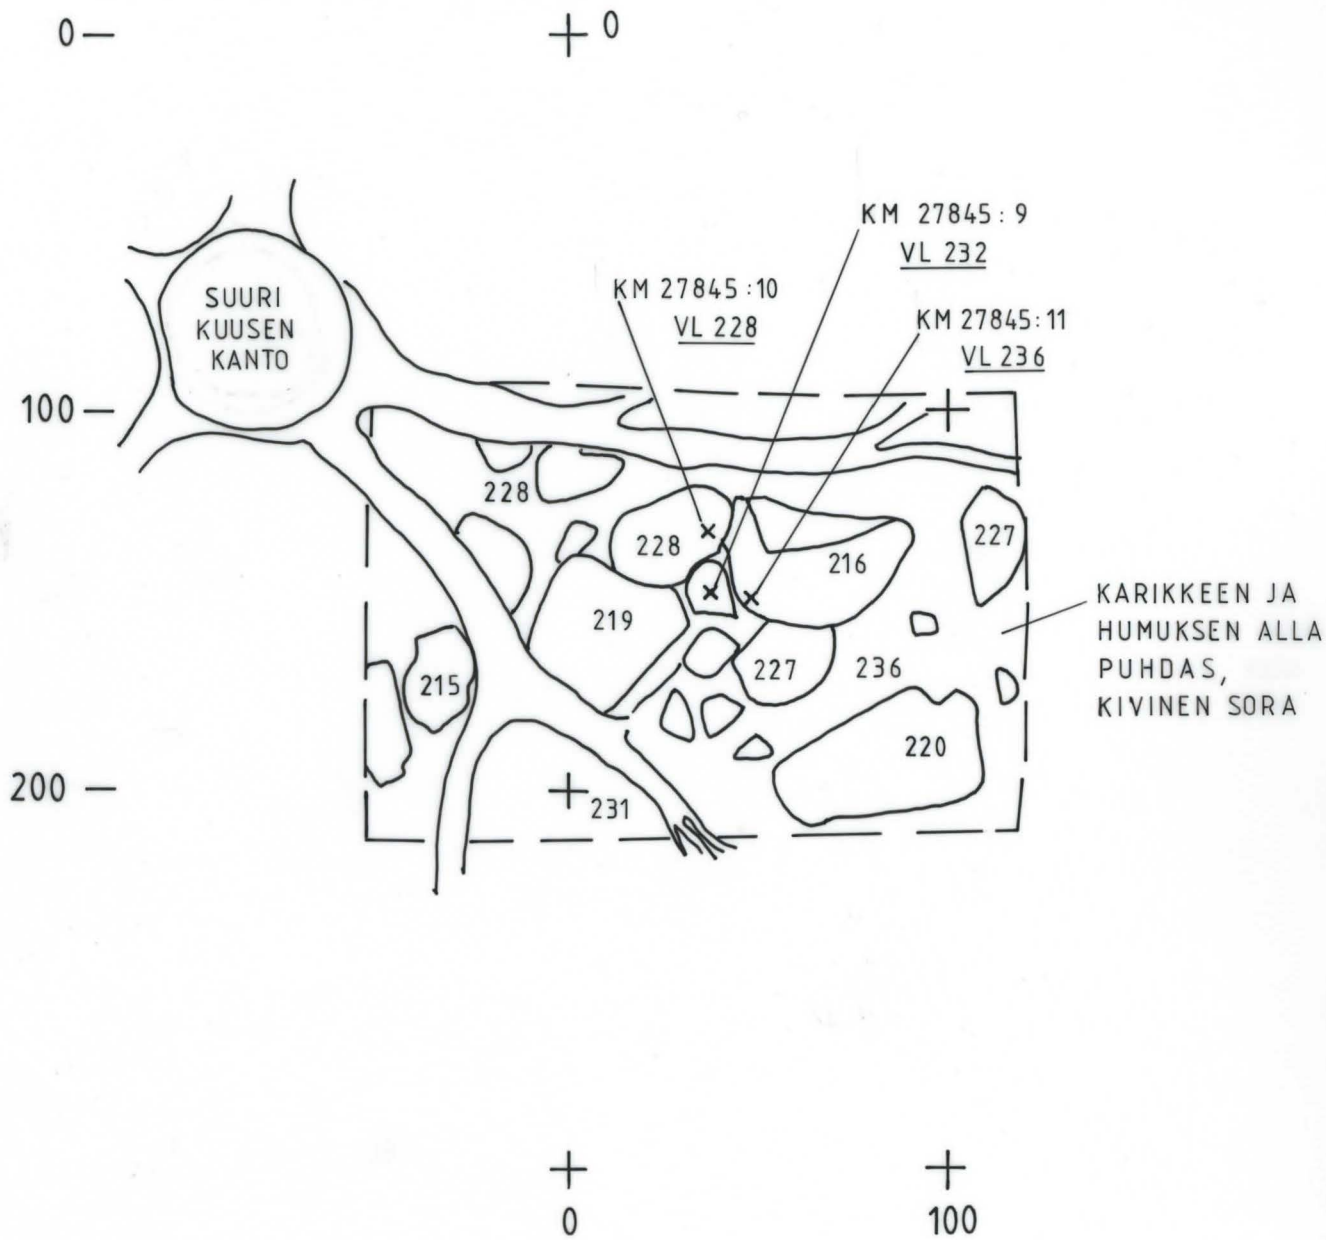 0
0
KM 27845:9
VL 232
KM 27845:10
VL 228
KM 27845:11
VL 236
SUURI
KUUSEN
KANTO
100
228
228
216
227
219
215
227
236
220
231
KARIKKEEN JA
HUMUKSEN ALLA
PUHDAS,
KIVINEN SORA
200
0
100